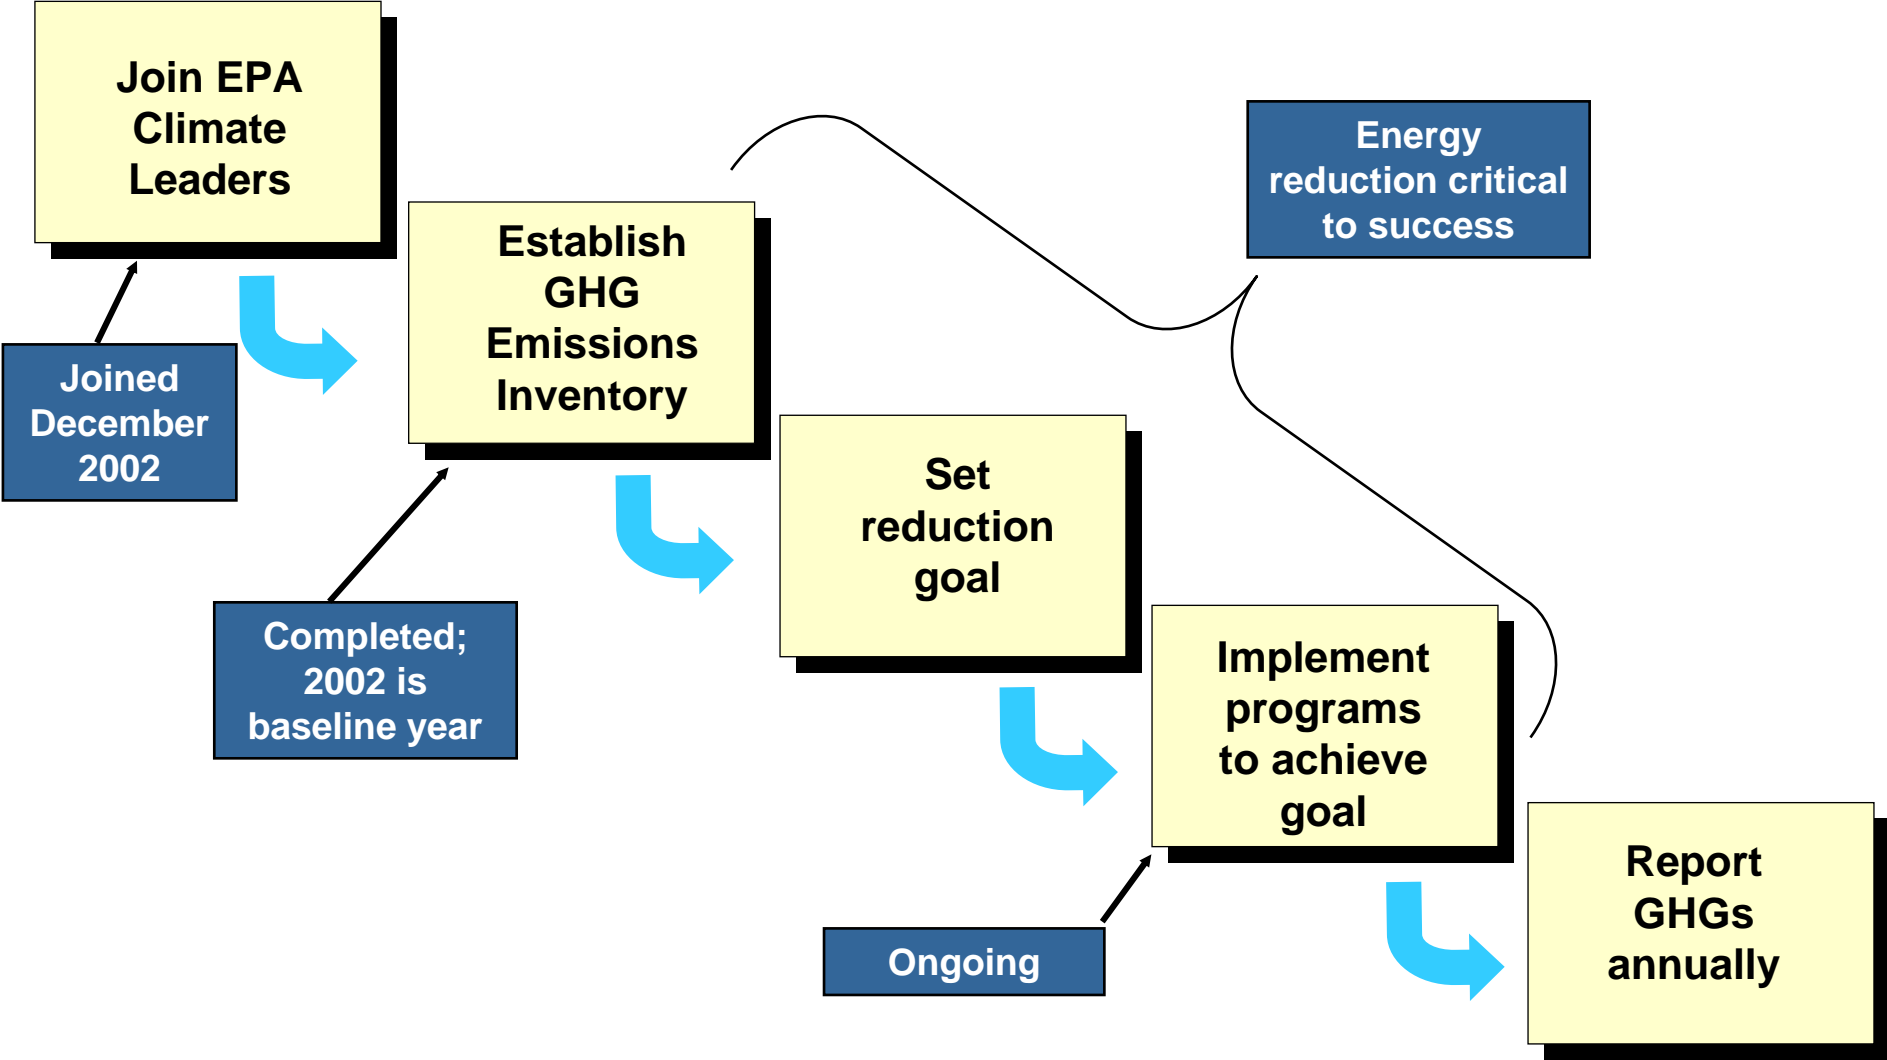 Join EPA
Climate
Leaders
Energy
reduction critical
to success
Establish
GHG
Emissions
Inventory
Joined
December
2002
Set
reduction
goal
Completed;
2002 is
baseline year
Implement
programs
to achieve
goal
Report
GHGs
annually
Ongoing